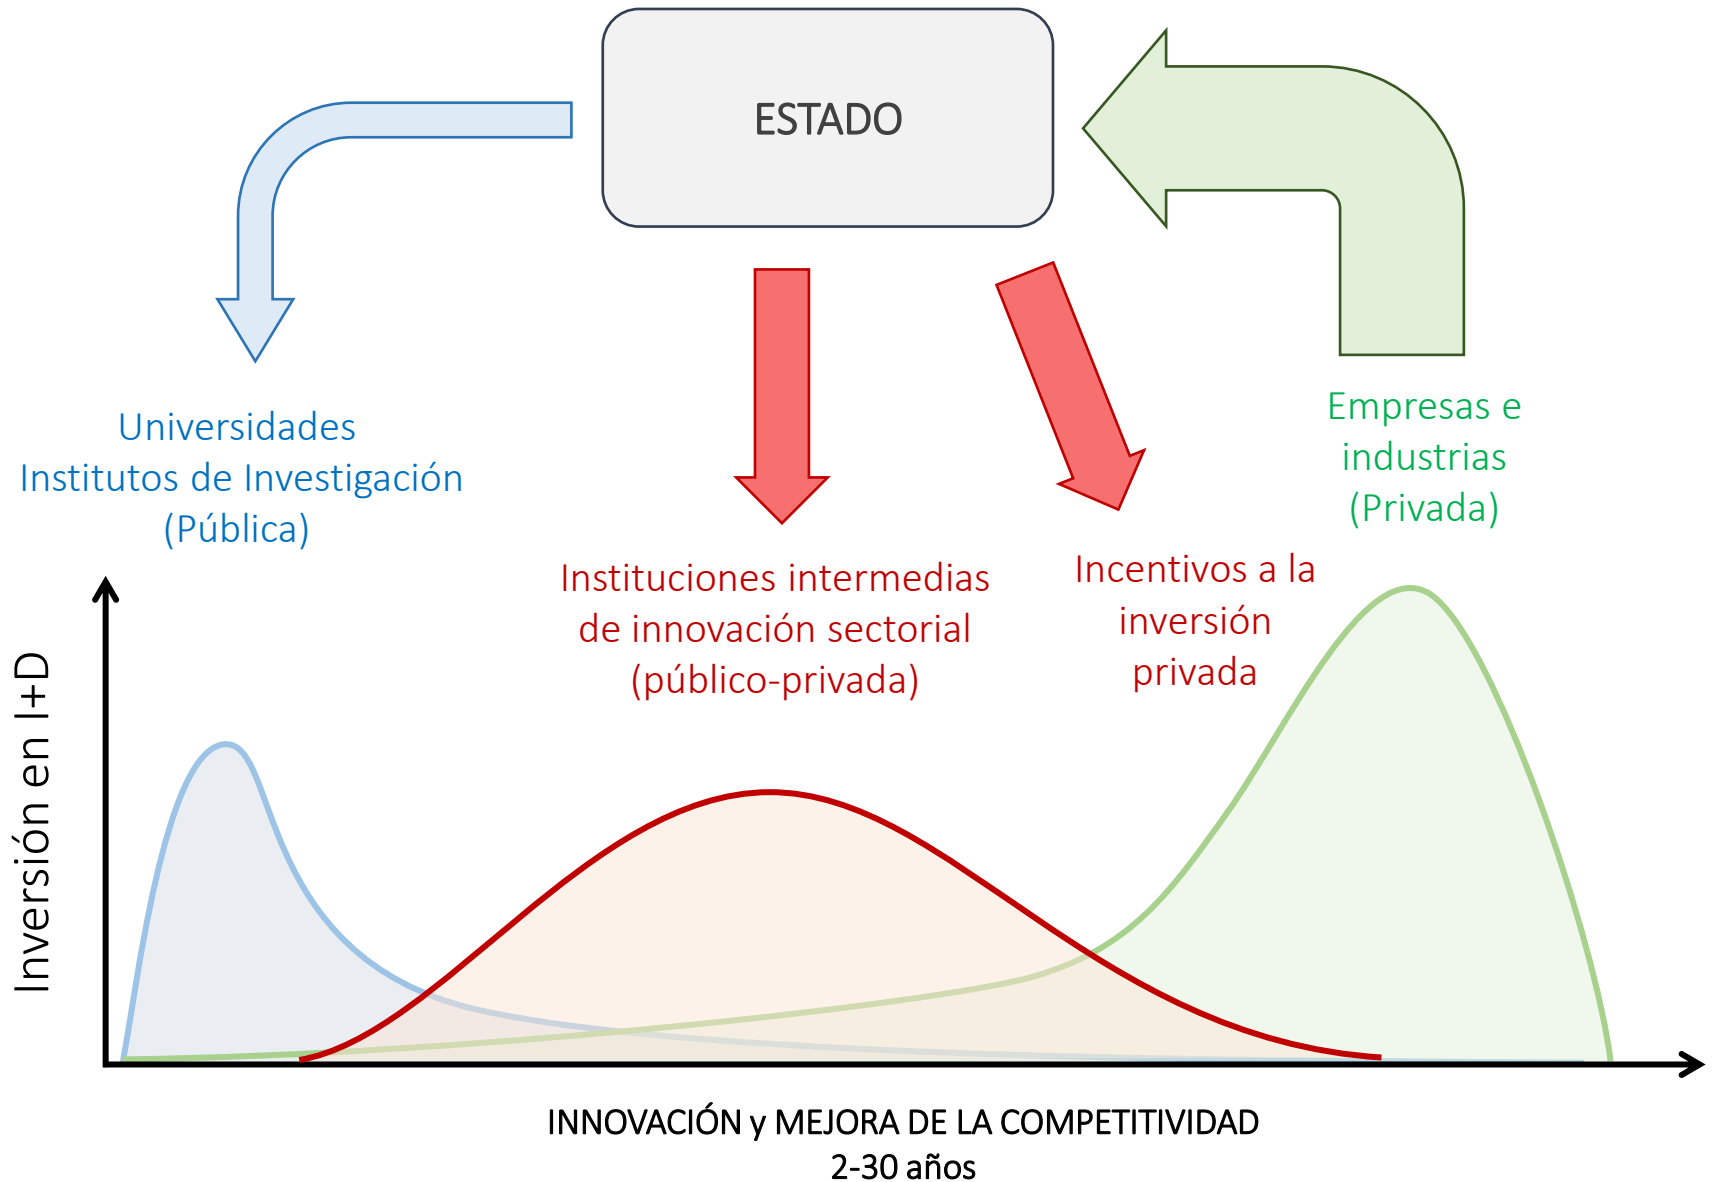 ESTADO
Universidades
Institutos de Investigación
(Pública)
Empresas e
industrias
(Privada)
Instituciones intermedias
de innovación sectorial
(público-privada)
Incentivos a la
inversión
privada
Inversión en I+D
INNOVACIÓN y MEJORA DE LA COMPETITIVIDAD
2-30 años